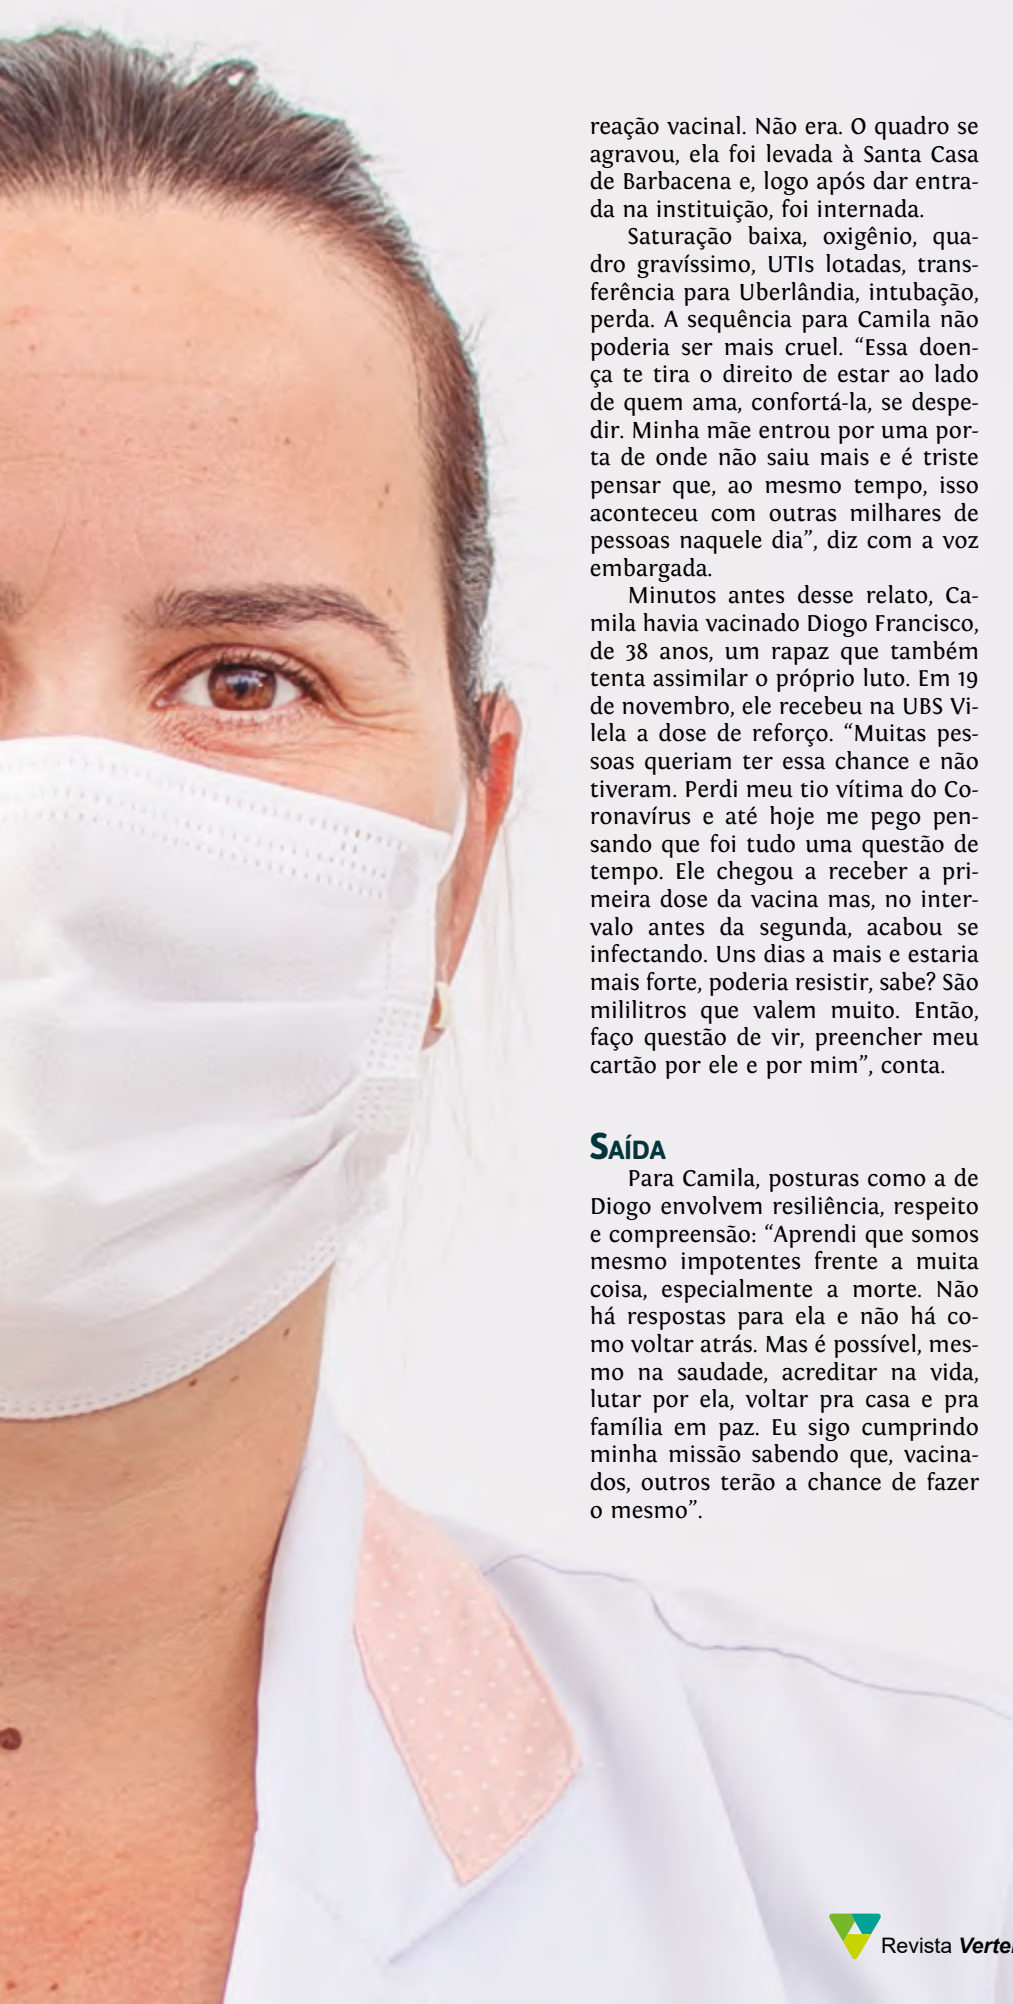 reação vacinal. Não era. O quadro se
agravou, ela foi levada à Santa Casa
de Barbacena e, logo após dar entra-
da na instituição, foi internada.
Saturação baixa, oxigênio, qua-
dro gravíssimo, UTIs lotadas, trans-
ferência para Uberlândia, intubação,
perda. A sequência para Camila não
poderia ser mais cruel. “Essa doen-
ça te tira o direito de estar ao lado
de quem ama, confortá-la, se despe-
dir. Minha mãe entrou por uma por-
ta de onde não saiu mais e é triste
pensar que, ao mesmo tempo, isso
aconteceu com outras milhares de
pessoas naquele dia”, diz com a voz
embargada.
Minutos antes desse relato, Ca-
mila havia vacinado Diogo Francisco,
de 38 anos, um rapaz que também
tenta assimilar o próprio luto. Em 19
de novembro, ele recebeu na UBS Vi-
lela a dose de reforço. “Muitas pes-
soas queriam ter essa chance e não
tiveram. Perdi meu tio vítima do Co-
ronavírus e até hoje me pego pen-
sando que foi tudo uma questão de
tempo. Ele chegou a receber a pri-
meira dose da vacina mas, no inter-
valo antes da segunda, acabou se
infectando. Uns dias a mais e estaria
mais forte, poderia resistir, sabe? São
mililitros que valem muito. Então,
faço questão de vir, preencher meu
cartão por ele e por mim”, conta.
SAÍDA
Para Camila, posturas como a de
Diogo envolvem resiliência, respeito
e compreensão: “Aprendi que somos
mesmo impotentes frente a muita
coisa, especialmente a morte. Não
há respostas para ela e não há co-
mo voltar atrás. Mas é possível, mes-
mo na saudade, acreditar na vida,
lutar por ela, voltar pra casa e pra
família em paz. Eu sigo cumprindo
minha missão sabendo que, vacina-
dos, outros terão a chance de fazer
o mesmo”.
Revista